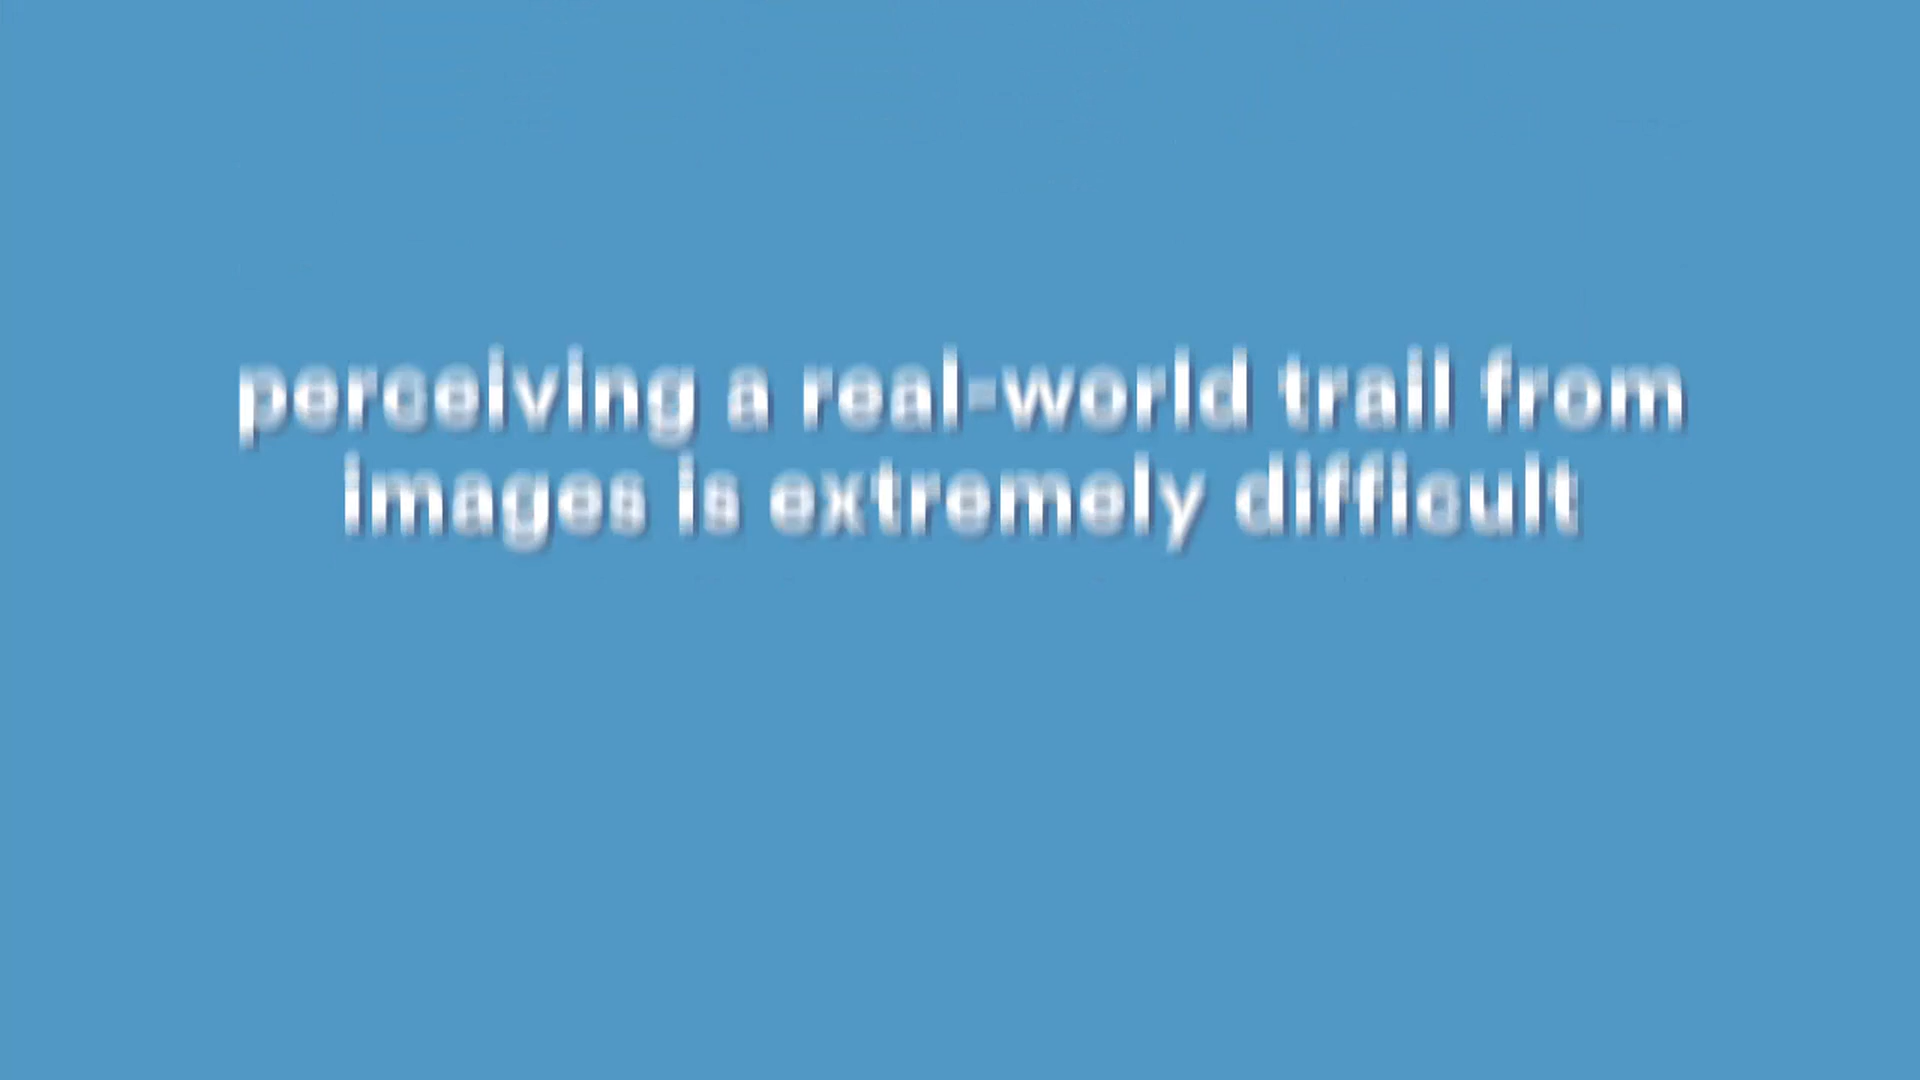 perceiving a real-world trail from
images is extremely difficult